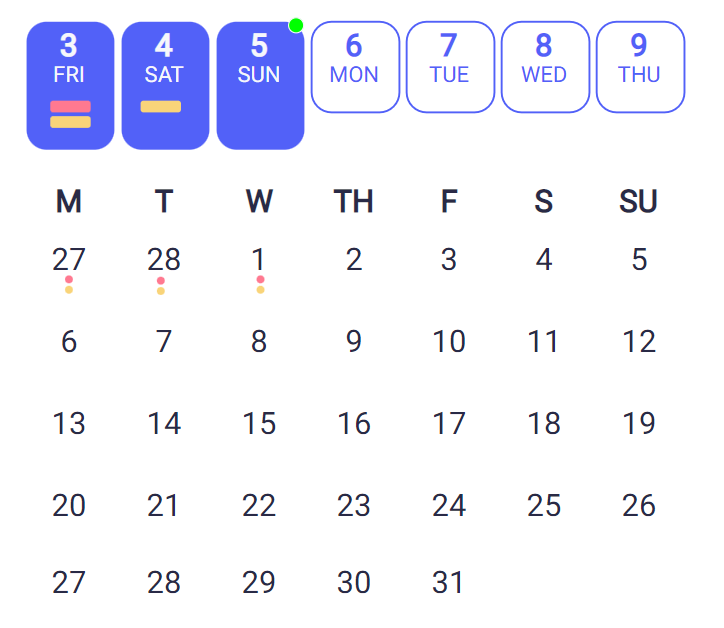 3 4 5 6 7 8 9
FRI SAT SUN MON TUE WED THU
M T W TH F S SU
27 28 1 2 3 4 5
6 7 8 9 10 11 12
13 14 15 16 17 18 19
20 21 22 23 24 25 26
27 28 29 30 31